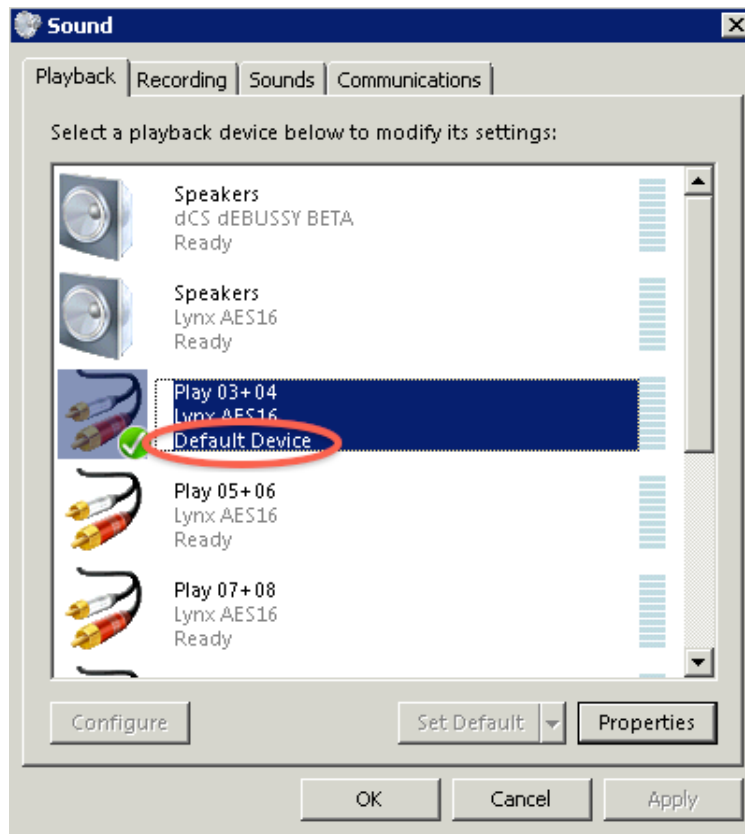 Sound
Playback Recording Sounds Communications
Select a playback device below to modify its settings:
Speakers
dCS dEBUSSY BETA
Ready
Speakers
Lynx AES16
Ready
Play 03+04
Lynx AES16
Default Device
Play 05+06
Lynx AES16
Ready
Play 07+08
Lynx AES16
Ready
Configure Set Default Properties
OK Cancel Apply